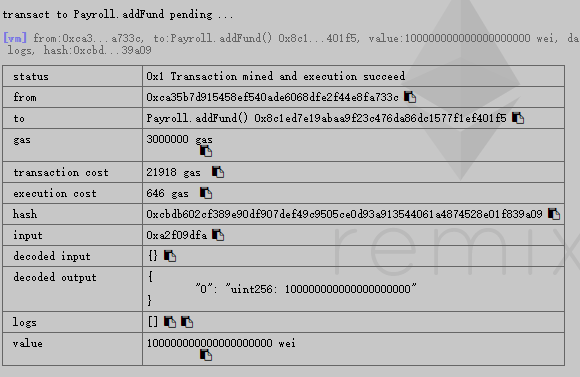 transact to Payroll.addFund pending ...
[vm] from:0xca3...a733c, to:Payroll.addFund() 0x8c1...401f5, value:100000000000000000000 wei, da
logs, hash:0xcbd...39a09
status 0x1 Transaction mined and execution succeed
from 0xca35b7d915458ef540ade6068dfe2f44e8fa733c
to Payroll.addFund() 0x8c1ed7e19abaa9f23c476da86dc1577f1ef401f5
gas 3000000 gas
transaction cost 21918 gas
execution cost 646 gas
hash 0xcbdb602cf389e90df907def49c9505ce0d93a913544061a4874528e01f839a09
input 0xa2f09dfa
decoded input {}
decoded output {
"0": "uint256: 100000000000000000000"
}
logs []
value 100000000000000000000 wei
remix